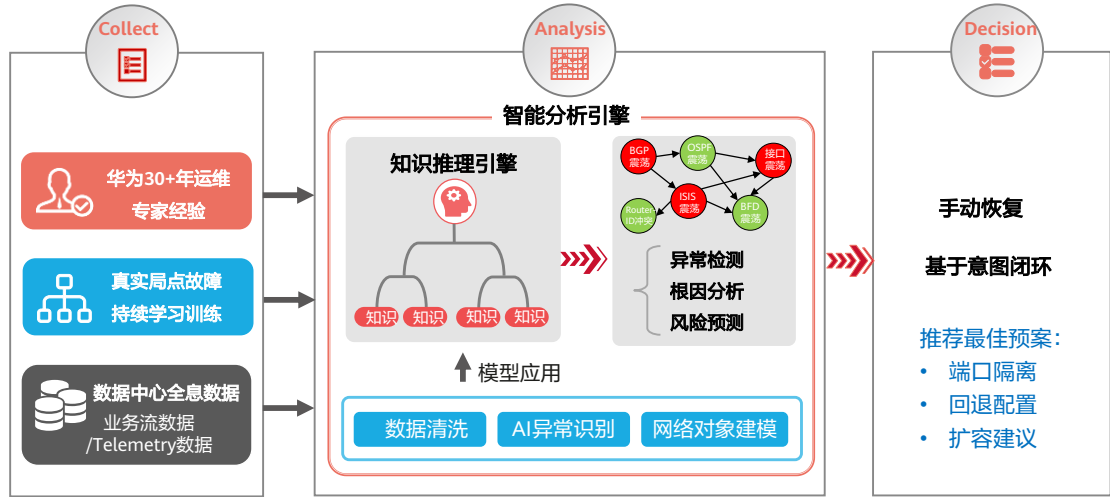 Collect
华为30+年运维
专家经验
真实局点故障
持续学习训练
数据中心全息数据
业务流数据
/Telemetry数据
Analysis
智能分析引擎
知识推理引擎
知识
知识
知识
知识
BGP
震荡
OSPF
震荡
接口
震荡
ISIS
震荡
Router-
ID冲突
BFD
震荡
异常检测
根因分析
风险预测
模型应用
数据清洗
AI异常识别
网络对象建模
Decision
手动恢复
基于意图闭环
推荐最佳预案：
• 端口隔离
• 回退配置
• 扩容建议